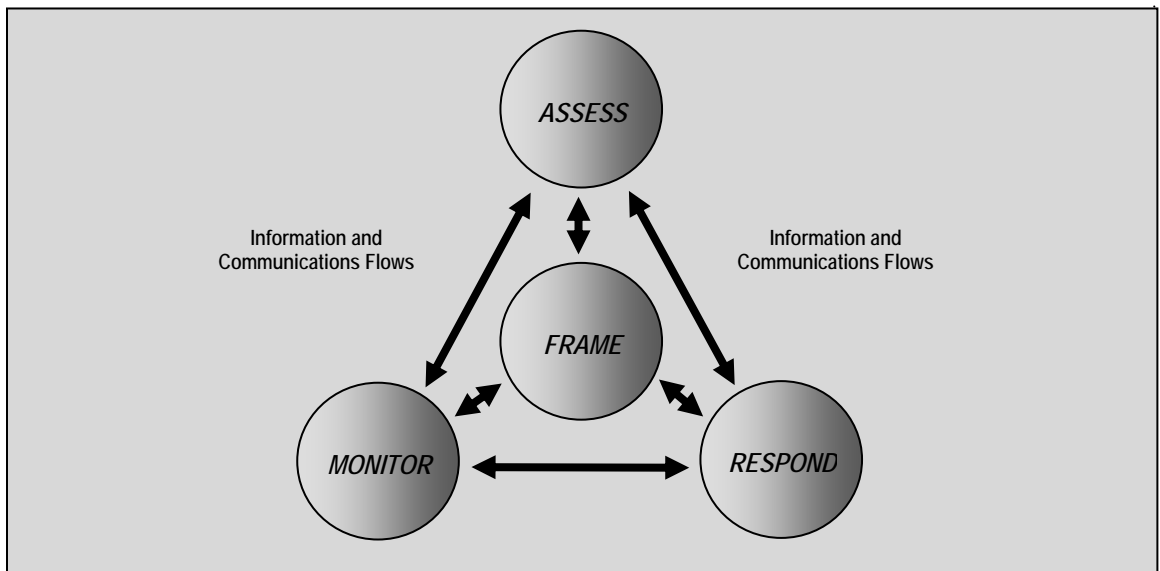 ASSESS
Information and
Communications Flows
Information and
Communications Flows
FRAME
MONITOR
RESPOND